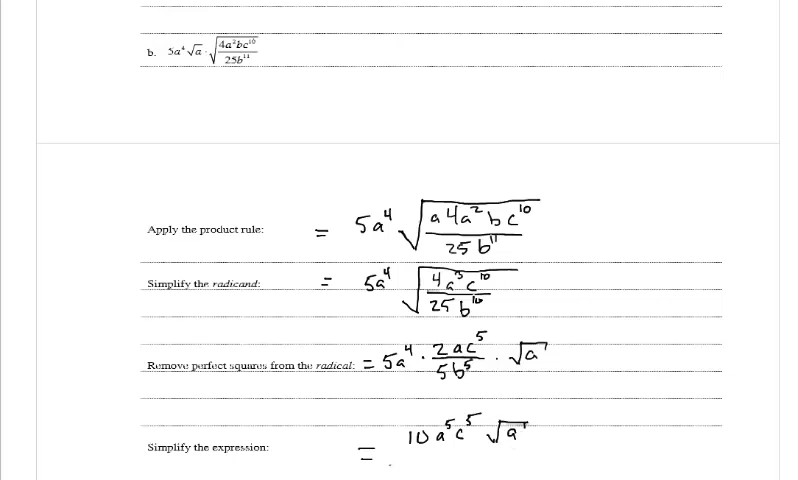 b. 5a⁴√a · √(4a²bc¹⁰/25b¹¹)
Apply the product rule: = 5a⁴ √(a4a²bc¹⁰/25b¹¹)
Simplify the radicand: = 5a⁴ √(4a³c¹⁰/25b¹⁰)
Remove perfect squares from the radical: = 5a⁴ · 2ac⁵/5b⁵ · √a
Simplify the expression: = 10a⁵c⁵ √a